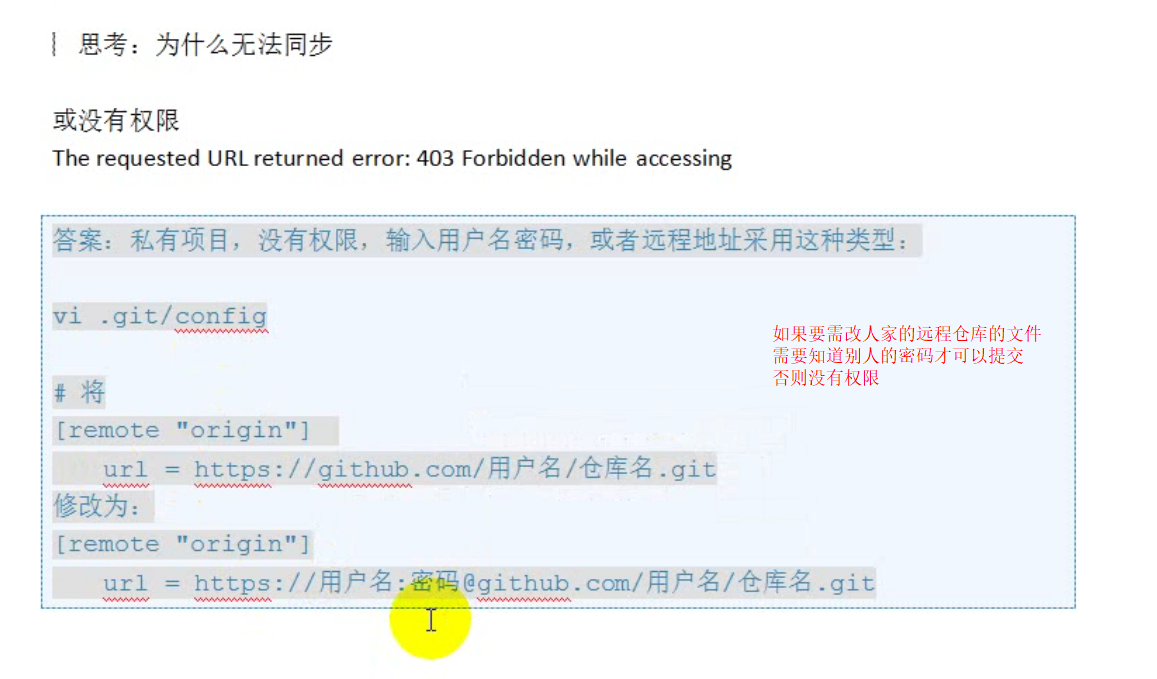 思考：为什么无法同步
或没有权限
The requested URL returned error: 403 Forbidden while accessing
答案：私有项目，没有权限，输入用户名密码，或者远程地址采用这种类型：
vi .git/config
如果要需改人家的远程仓库的文件
需要知道别人的密码才可以提交
否则没有权限
# 将
[remote "origin"]
url = https://github.com/用户名/仓库名.git
修改为：
[remote "origin"]
url = https://用户名:密码@github.com/用户名/仓库名.git